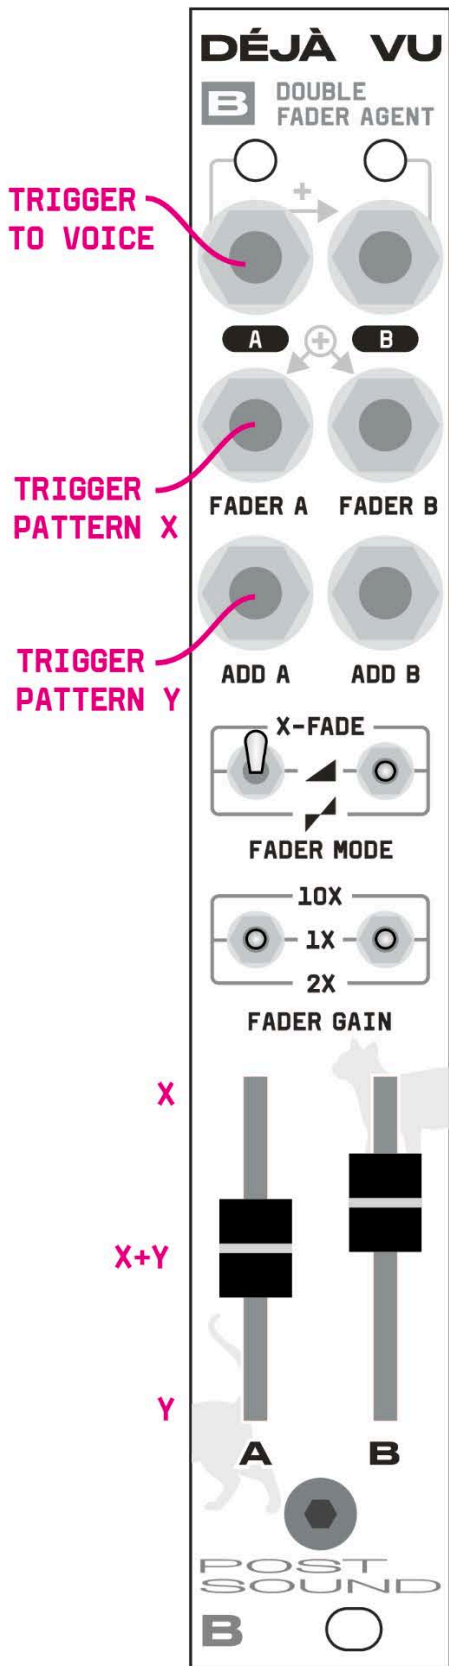 DÉJÀ VU
B DOUBLE
FADER AGENT
+
TRIGGER
TO VOICE
A + B
TRIGGER
PATTERN X
FADER A FADER B
TRIGGER
PATTERN Y
ADD A ADD B
X-FADE
FADER MODE
10X
1X
2X
FADER GAIN
X
X+Y
Y
A B
POST
SOUND
B